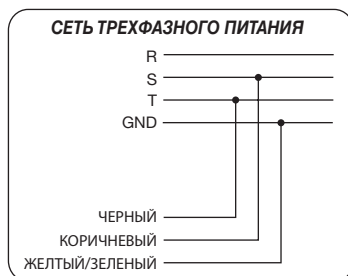 СЕТЬ ТРЕХФАЗНОГО ПИТАНИЯ
R
S
T
GND
ЧЕРНЫЙ
КОРИЧНЕВЫЙ
ЖЕЛТЫЙ/ЗЕЛЕНЫЙ